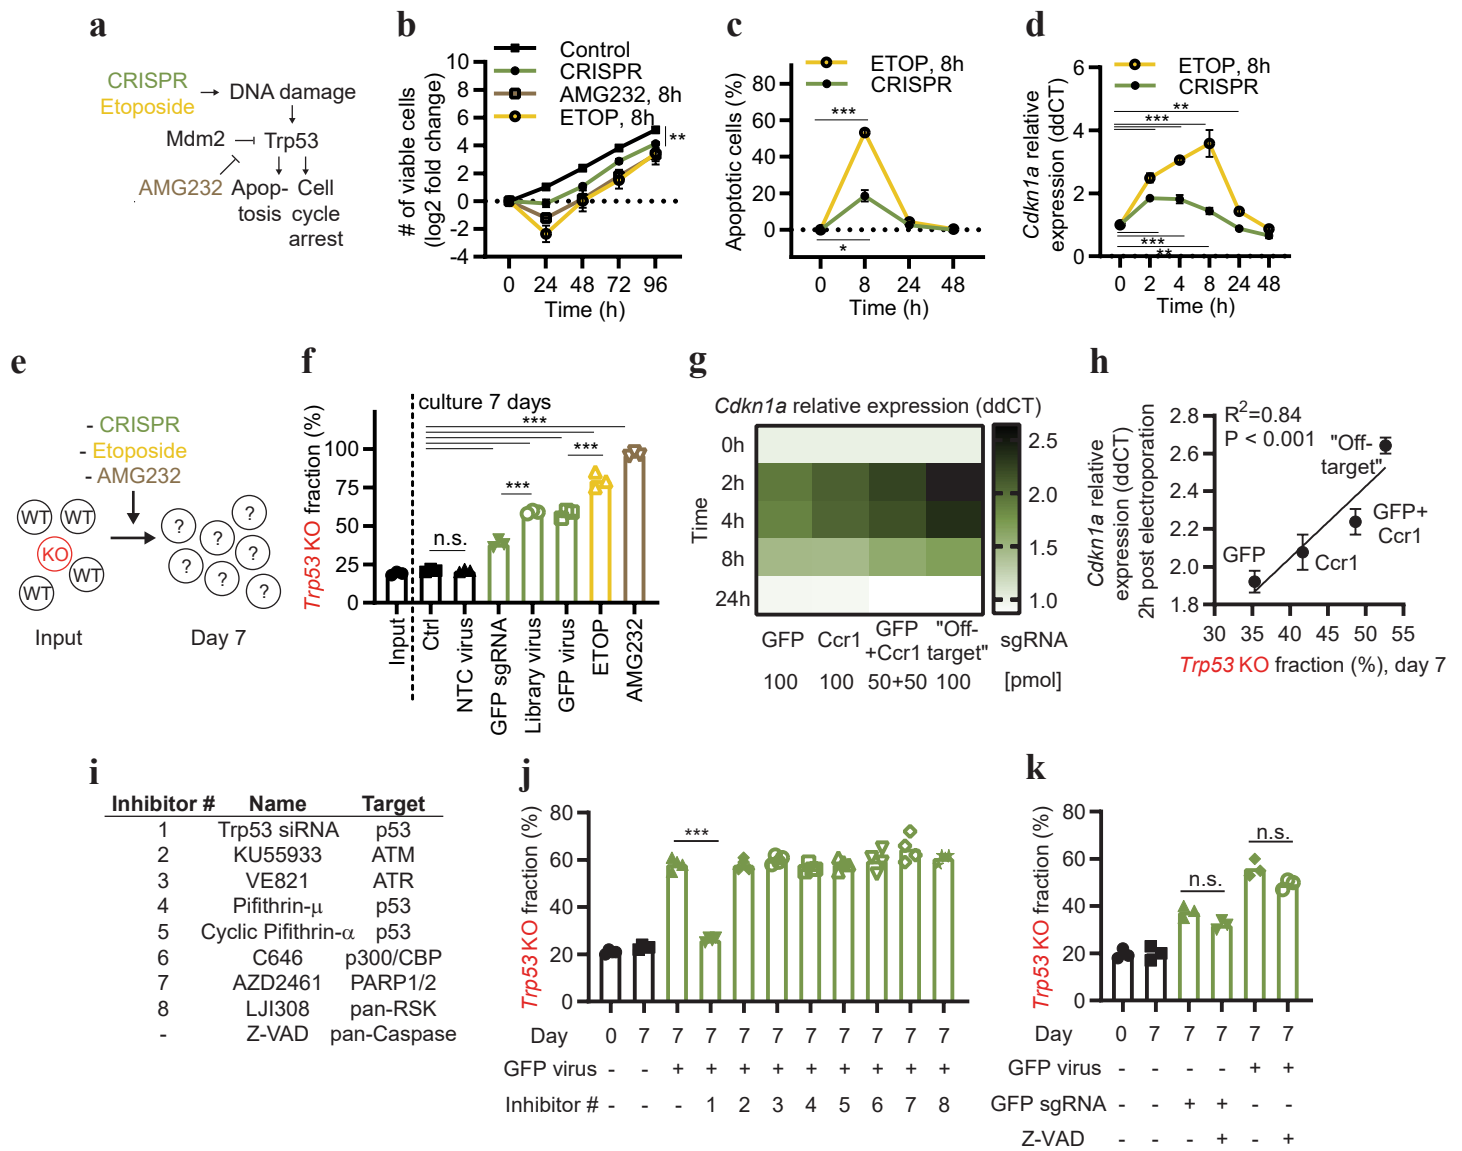 a
CRISPR
Etoposide
DNA damage
Mdm2
Trp53
AMG232
Apop-
tosis
Cell
cycle
arrest
b
# of viable cells
(log2 fold change)
Control
CRISPR
AMG232, 8h
ETOP, 8h
10
8
6
4
2
0
-2
-4
**
0 24 48 72 96
Time (h)
c
Apoptotic cells (%)
ETOP, 8h
CRISPR
80
60
40
20
0
***
*
0 8 24 48
Time (h)
d
Cdkn1a relative
expression (ddCT)
ETOP, 8h
CRISPR
6
4
2
0
**
***
***
**
0 2 4 8 24 48
Time (h)
e
- CRISPR
- Etoposide
- AMG232
WT WT
KO
WT
WT
? ? ? ? ? ? ?
Input
Day 7
f
Trp53 KO fraction (%)
culture 7 days
100
75
50
25
0
***
***
***
n.s.
Input
Ctrl
NTC virus
GFP sgRNA
Library virus
GFP virus
ETOP
AMG232
g
Cdkn1a relative expression (ddCT)
Time
0h
2h
4h
8h
24h
2.5
2.0
1.5
1.0
GFP Ccr1 GFP "Off- sgRNA
+Ccr1 target"
100 100 50+50 100 [pmol]
h
Cdkn1a relative
expression (ddCT)
2h post electroporation
R2=0.84
P < 0.001
"Off-
target"
GFP+
Ccr1
GFP
Ccr1
2.8
2.6
2.4
2.2
2.0
1.8
30 35 40 45 50 55
Trp53 KO fraction (%), day 7
i
Inhibitor # Name Target
1 Trp53 siRNA p53
2 KU55933 ATM
3 VE821 ATR
4 Pifithrin-μ p53
5 Cyclic Pifithrin-α p53
6 C646 p300/CBP
7 AZD2461 PARP1/2
8 LJI308 pan-RSK
- Z-VAD pan-Caspase
j
Trp53 KO fraction (%)
80
60
40
20
0
***
Day 0 7 7 7 7 7 7 7 7 7 7
GFP virus - - + + + + + + + + +
Inhibitor # - - - 1 2 3 4 5 6 7 8
k
Trp53 KO fraction (%)
80
60
40
20
0
n.s.
n.s.
Day 0 7 7 7 7 7
GFP virus - - - - + +
GFP sgRNA - - + + - -
Z-VAD - - - + - +